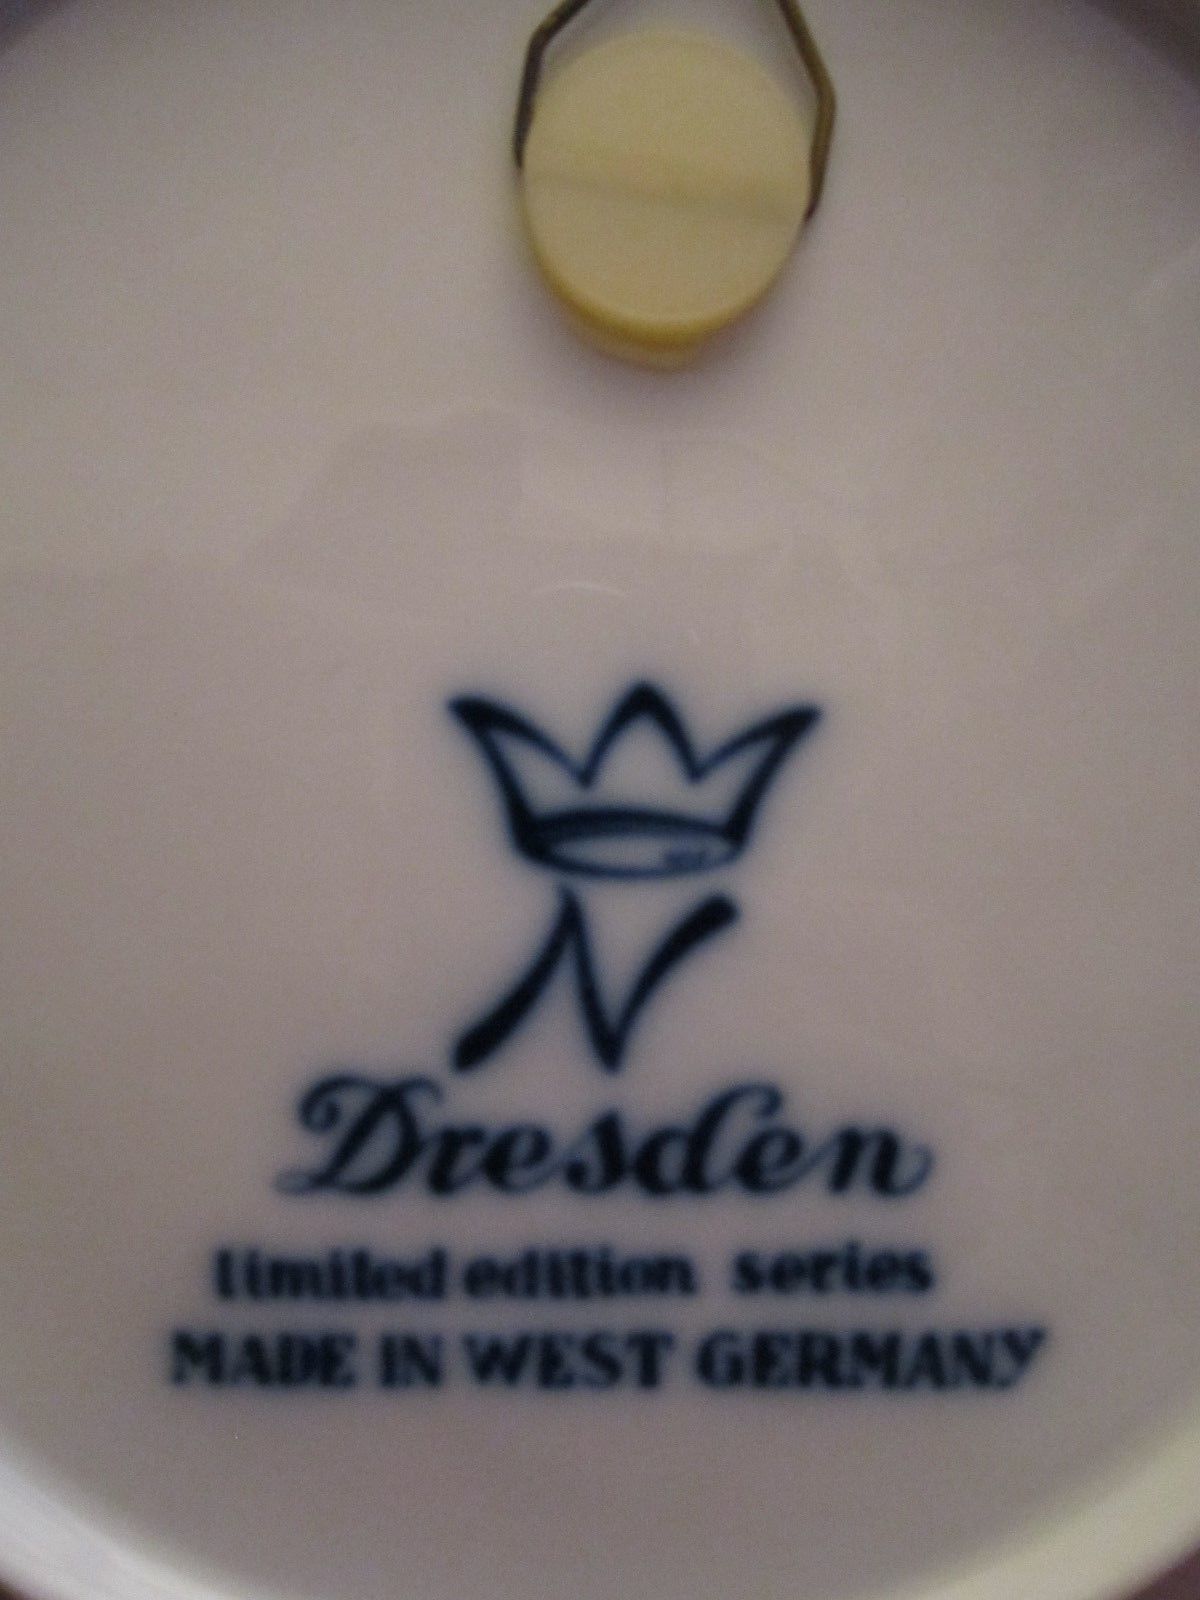 N
Dresden
limited edition series
MADE IN WEST GERMANY